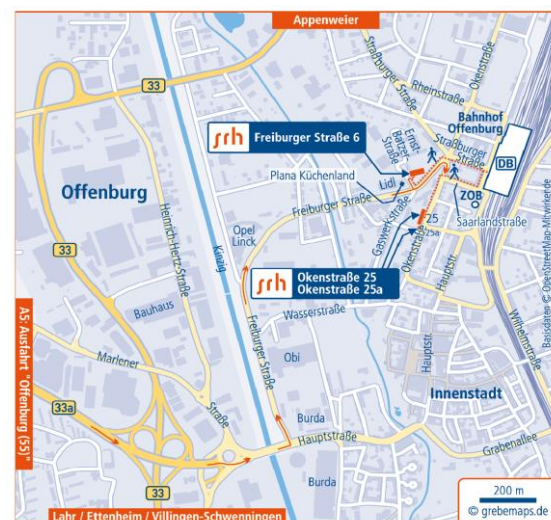 Appenweier
33
Straßburger Straße
Rheinstraße
Okenstraße
Bahnhof
Offenburg
DB
srh Freiburger Straße 6
Ernst-
Batzer-
Straße
Straßburger
Straße
Plana Küchenland
Lidl
ZOB
Saarlandstraße
Offenburg
Freiburger Straße
Gaswerkstraße
25
25a
Okenstraße
Hauptstr.
33
Heinrich-Hertz-Straße
Kinzig
Opel
Linck
srh Okenstraße 25
Okenstraße 25a
Bauhaus
Freiburger Straße
Wasserstraße
Obi
Hauptstr.
Wilhelmstraße
Basisdaten © OpenStreetMap-Mitwirkende
A5; Ausfahrt "Offenburg (55)"
Marlener
Straße
Innenstadt
33a
Burda
Hauptstraße
Grabenallee
Burda
33
200 m
© grebemaps.de
Lahr / Ettenheim / Villingen-Schwenningen